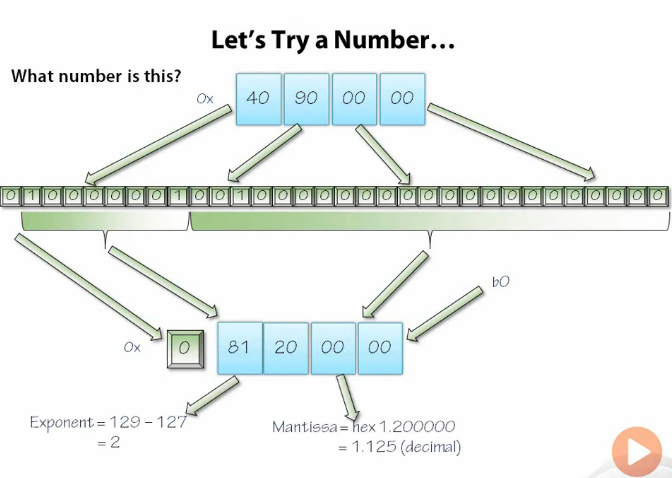 Let's Try a Number…
What number is this?
0x 40 90 00 00
0 1 0 0 0 0 0 0 1 0 0 1 0 0 0 0 0 0 0 0 0 0 0 0 0 0 0 0 0 0 0 0
b0
0x 0 81 20 00 00
Exponent = 129 – 127
= 2
Mantissa = hex 1.200000
= 1.125 (decimal)